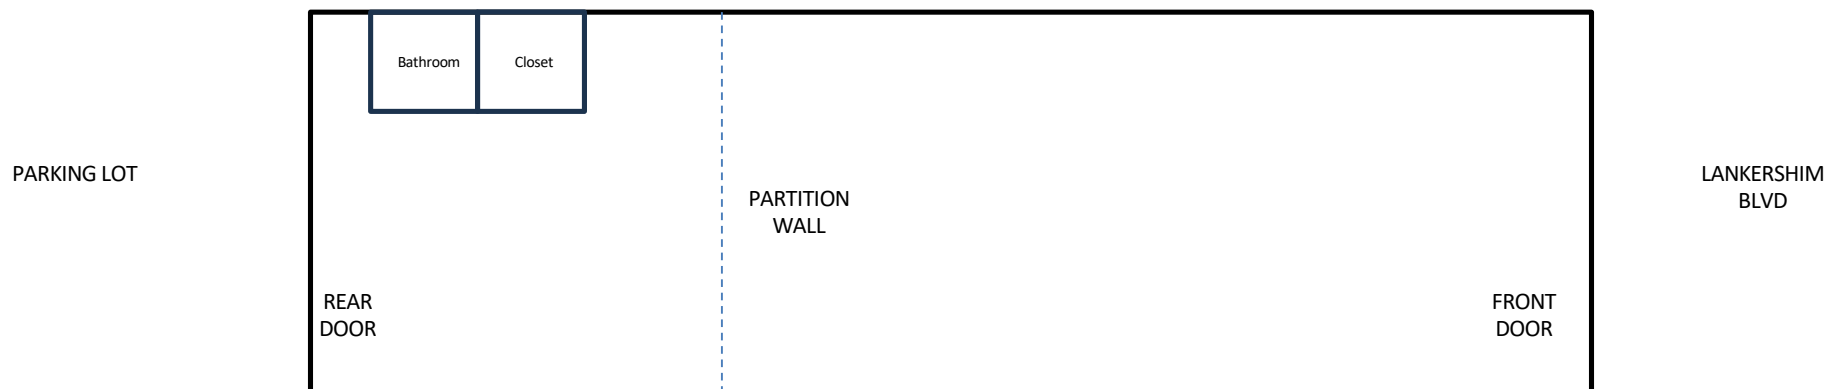 Bathroom
Closet
PARKING LOT
PARTITION
WALL
LANKERSHIM
BLVD
REAR
DOOR
FRONT
DOOR